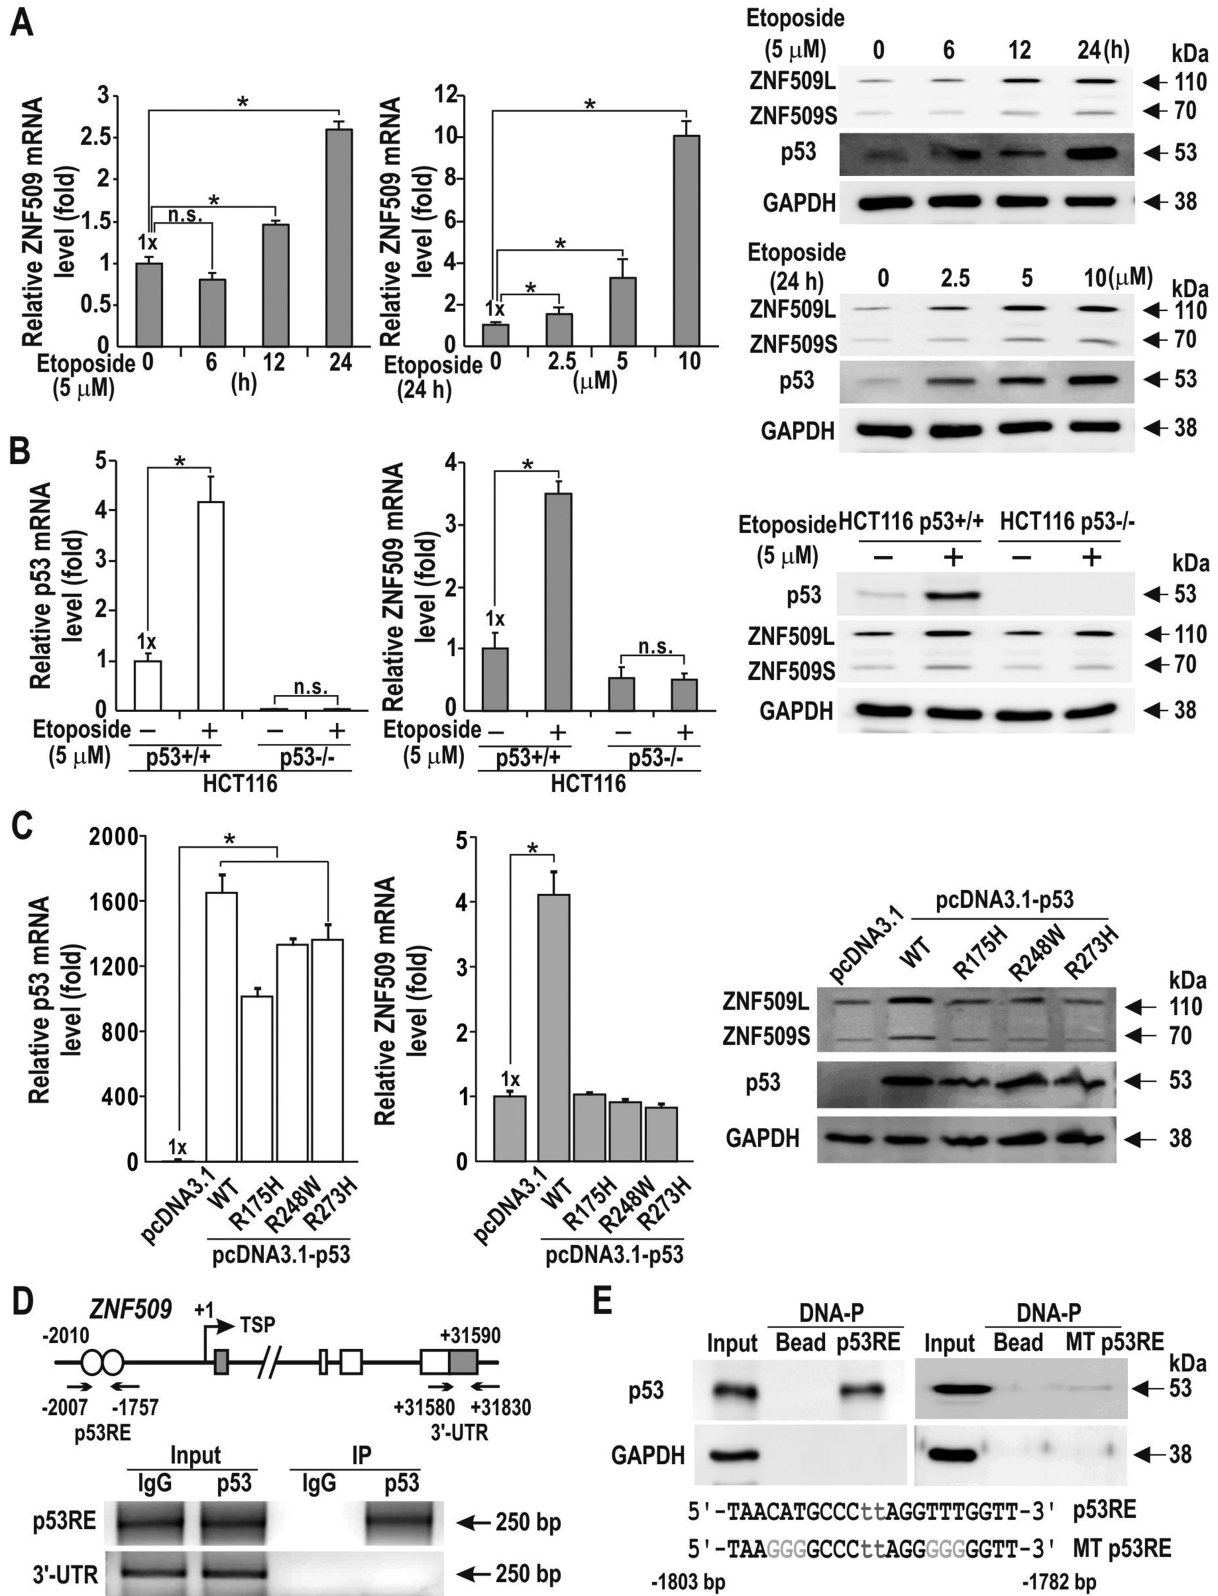 A
Relative ZNF509 mRNA
level (fold)
3
2.5
2
1.5
1
0.5
0
*
*
n.s.
1x
Etoposide 0 6 12 24
(5 μM) (h)
Relative ZNF509 mRNA
level (fold)
12
10
8
6
4
2
0
*
*
*
1x
Etoposide 0 2.5 5 10
(24 h) (μM)
Etoposide
(5 μM) 0 6 12 24(h) kDa
ZNF509L 110
ZNF509S 70
p53 53
GAPDH 38
Etoposide
(24 h) 0 2.5 5 10(μM) kDa
ZNF509L 110
ZNF509S 70
p53 53
GAPDH 38
B
Relative p53 mRNA
level (fold)
5
4
3
2
1
0
*
1x
n.s.
Etoposide − + − +
(5 μM) p53+/+ p53-/-
HCT116
Relative ZNF509 mRNA
level (fold)
4
3
2
1
0
*
1x
n.s.
Etoposide − + − +
(5 μM) p53+/+ p53-/-
HCT116
Etoposide HCT116 p53+/+ HCT116 p53-/-
(5 μM) − + − + kDa
p53 53
ZNF509L 110
ZNF509S 70
GAPDH 38
C
Relative p53 mRNA
level (fold)
2000
1600
1200
800
400
0
*
1x
pcDNA3.1 WT R175H R248W R273H
pcDNA3.1-p53
Relative ZNF509 mRNA
level (fold)
5
4
3
2
1
0
*
1x
pcDNA3.1 WT R175H R248W R273H
pcDNA3.1-p53
pcDNA3.1-p53
pcDNA3.1 WT R175H R248W R273H
kDa
ZNF509L 110
ZNF509S 70
p53 53
GAPDH 38
D
ZNF509 +1
-2010 TSP +31590
-2007 -1757 +31580 +31830
p53RE 3'-UTR
Input IP
IgG p53 IgG p53
p53RE 250 bp
3'-UTR 250 bp
E
DNA-P DNA-P
Input Bead p53RE Input Bead MT p53RE
kDa
p53 53
GAPDH 38
5'-TAACATGCCCttAGGTTTGGTT-3' p53RE
5'-TAAGGGGCCCttAGGGGGGGTT-3' MT p53RE
-1803 bp -1782 bp